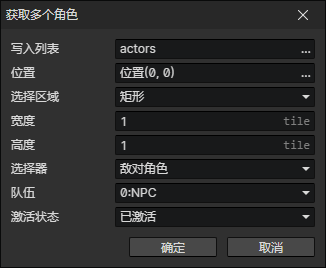 获取多个角色
写入列表 actors ...
位置 位置(0, 0) ...
选择区域 矩形
宽度 1 tile
高度 1 tile
选择器 敌对角色
队伍 0:NPC
激活状态 已激活
确定 取消